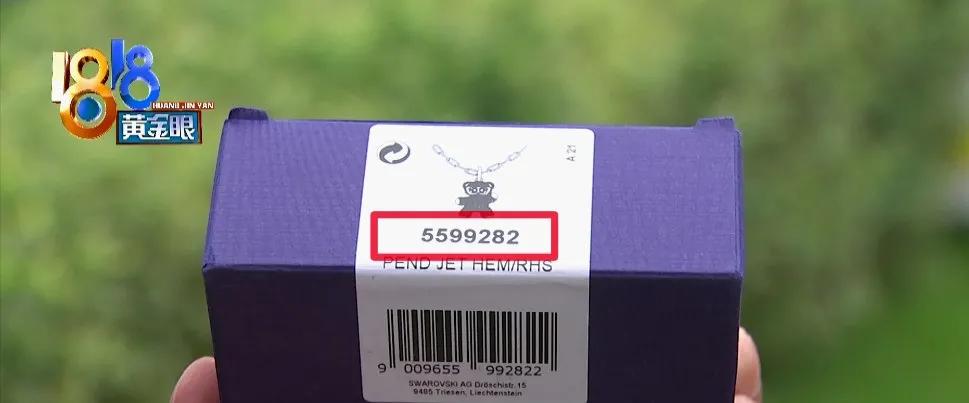 1818
HUANG JIN YAN
黄金眼
A 21
5599282
PEND JET HEM/RHS
9 009655 992822
SWAROVSKI AG Dröschistr. 15
9495 Triesen, Liechtenstein